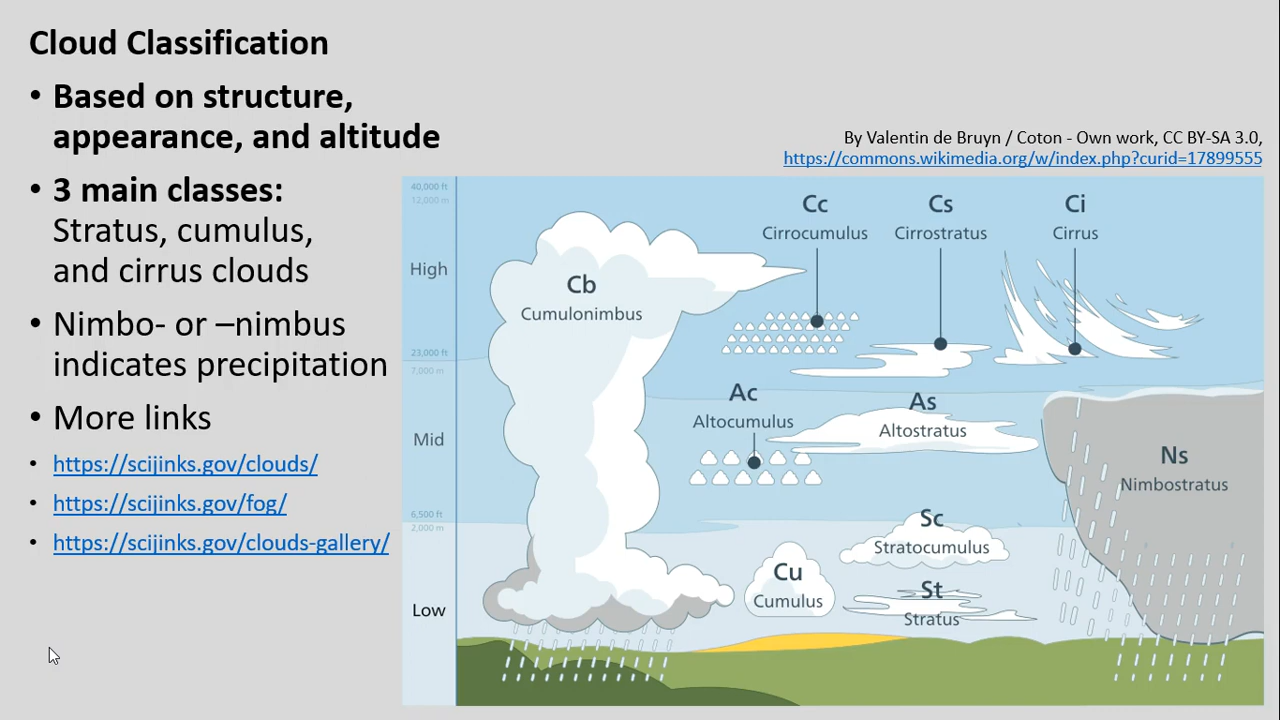 Cloud Classification
• Based on structure,
appearance, and altitude
• 3 main classes:
Stratus, cumulus,
and cirrus clouds
• Nimbo- or –nimbus
indicates precipitation
• More links
• https://scijinks.gov/clouds/
• https://scijinks.gov/fog/
• https://scijinks.gov/clouds-gallery/
By Valentin de Bruyn / Coton - Own work, CC BY-SA 3.0,
https://commons.wikimedia.org/w/index.php?curid=17899555
40,000 ft
12,000 m
High
23,000 ft
7,000 m
Mid
6,500 ft
2,000 m
Low
Cb
Cumulonimbus
Cc
Cirrocumulus
Cs
Cirrostratus
Ci
Cirrus
Ac
Altocumulus
As
Altostratus
Ns
Nimbostratus
Sc
Stratocumulus
Cu
Cumulus
St
Stratus